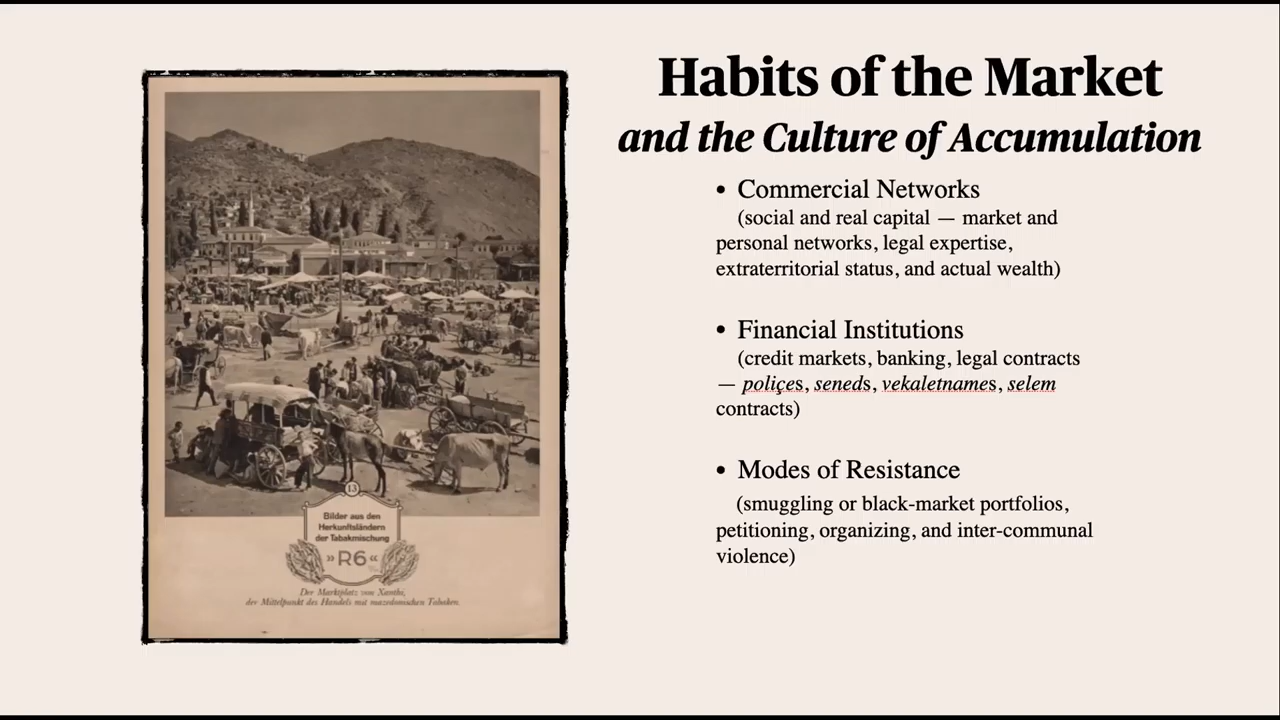 Habits of the Market
and the Culture of Accumulation
• Commercial Networks
(social and real capital — market and
personal networks, legal expertise,
extraterritorial status, and actual wealth)
• Financial Institutions
(credit markets, banking, legal contracts
— poliçes, seneds, vekaletnames, selem
contracts)
• Modes of Resistance
(smuggling or black-market portfolios,
petitioning, organizing, and inter-communal
violence)
13
Bilder aus den
Herkunftsländern
der Tabakmischung
»R6«
Der Marktplatz von Xanthi,
der Mittelpunkt des Handels mit mazedonischen Tabaken.